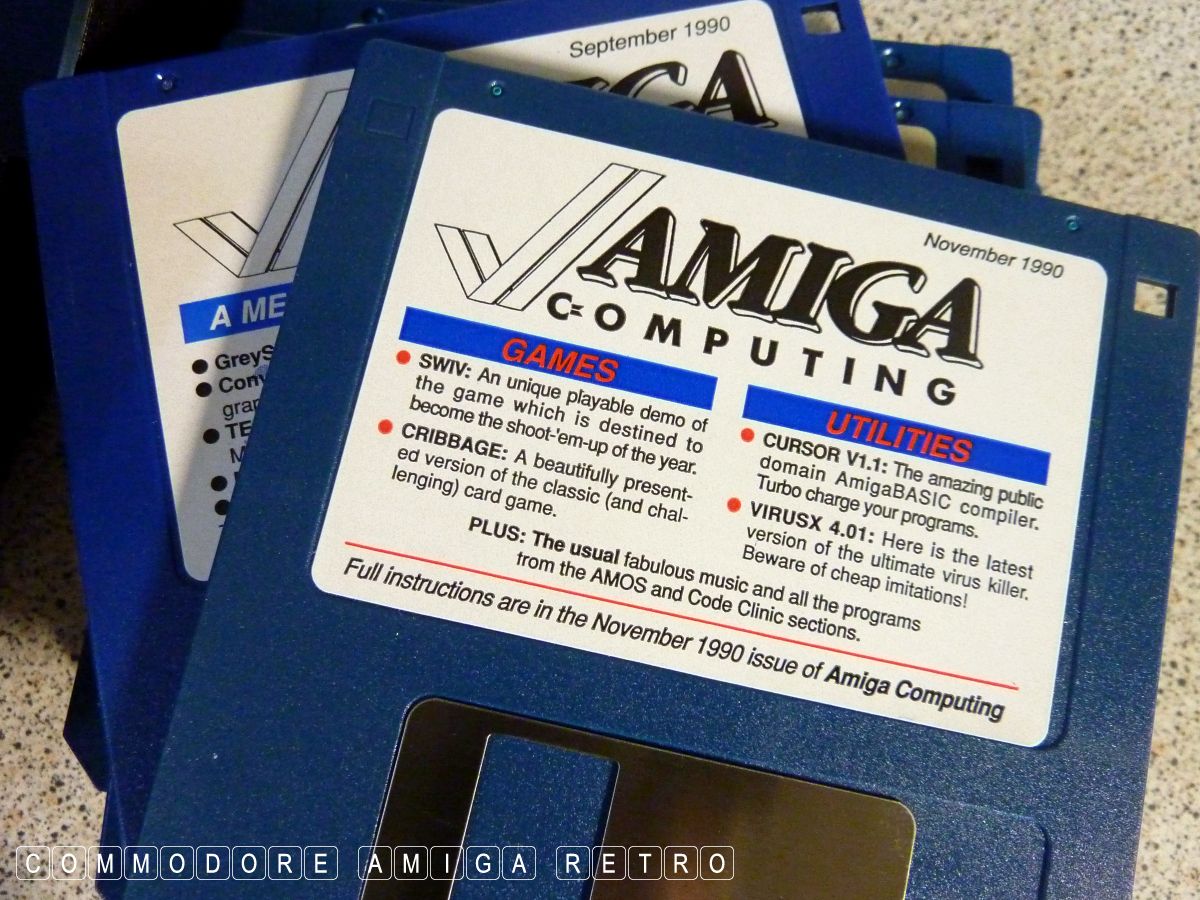 September 1990
A ME
GreyS
Conv
grap
TE
M
November 1990
AMIGA
COMPUTING
GAMES
SWIV: An unique playable demo of
the game which is destined to
become the shoot-'em-up of the year.
CRIBBAGE: A beautifully present-
ed version of the classic (and chal-
lenging) card game.
UTILITIES
CURSOR V1.1: The amazing public
domain AmigaBASIC compiler.
Turbo charge your programs.
VIRUSX 4.01: Here is the latest
version of the ultimate virus killer.
Beware of cheap imitations!
PLUS: The usual fabulous music and all the programs
from the AMOS and Code Clinic sections.
Full instructions are in the November 1990 issue of Amiga Computing
COMMODORE AMIGA RETRO